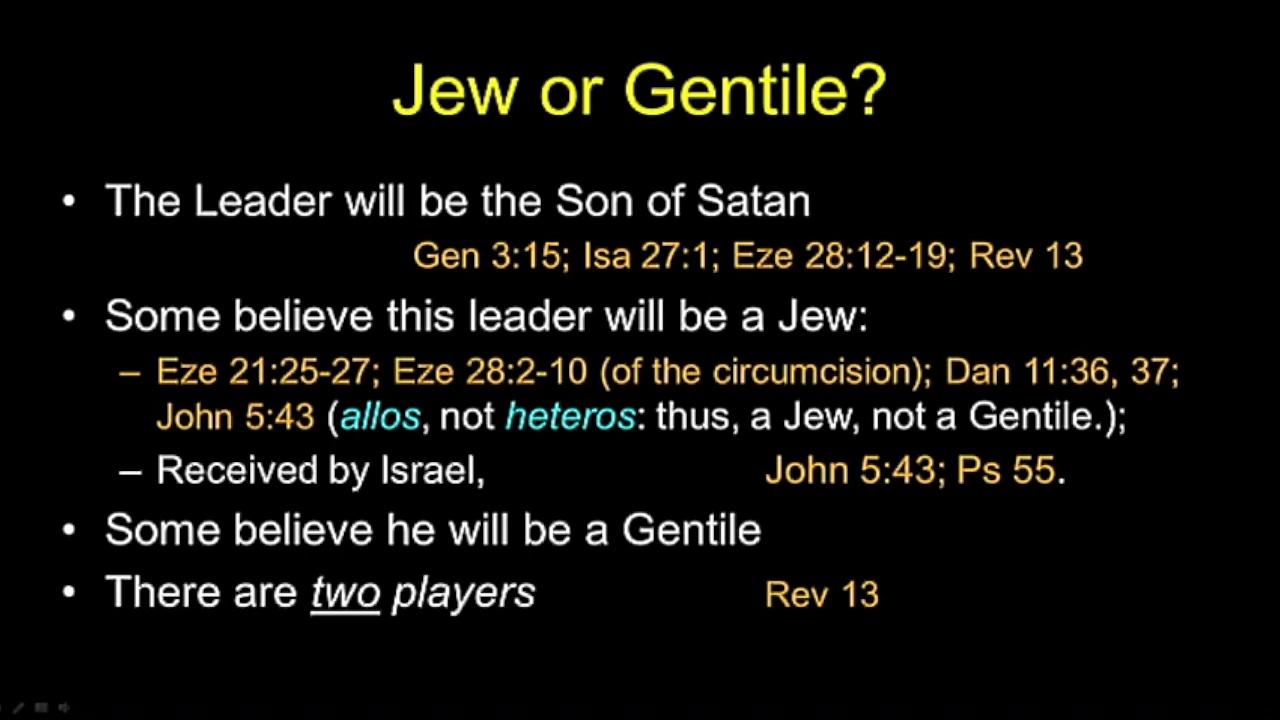 Jew or Gentile?
• The Leader will be the Son of Satan
Gen 3:15; Isa 27:1; Eze 28:12-19; Rev 13
• Some believe this leader will be a Jew:
– Eze 21:25-27; Eze 28:2-10 (of the circumcision); Dan 11:36, 37;
John 5:43 (allos, not heteros: thus, a Jew, not a Gentile.);
– Received by Israel, John 5:43; Ps 55.
• Some believe he will be a Gentile
• There are two players Rev 13